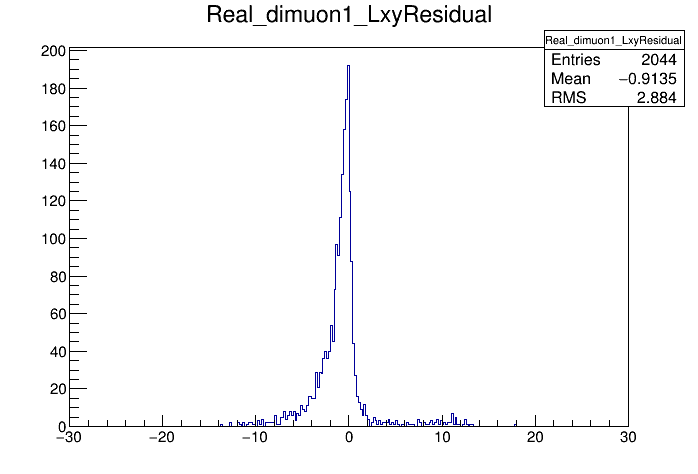 Real_dimuon1_LxyResidual
Real_dimuon1_LxyResidual
Entries 2044
Mean −0.9135
RMS 2.884
200
180
160
140
120
100
80
60
40
20
0
−30 −20 −10 0 10 20 30